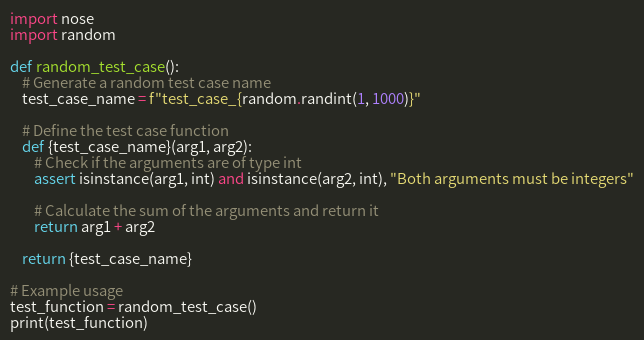 import nose
import random
def random_test_case():
# Generate a random test case name
test_case_name = f"test_case_{random.randint(1, 1000)}"
# Define the test case function
def {test_case_name}(arg1, arg2):
# Check if the arguments are of type int
assert isinstance(arg1, int) and isinstance(arg2, int), "Both arguments must be integers"
# Calculate the sum of the arguments and return it
return arg1 + arg2
return {test_case_name}
# Example usage
test_function = random_test_case()
print(test_function)